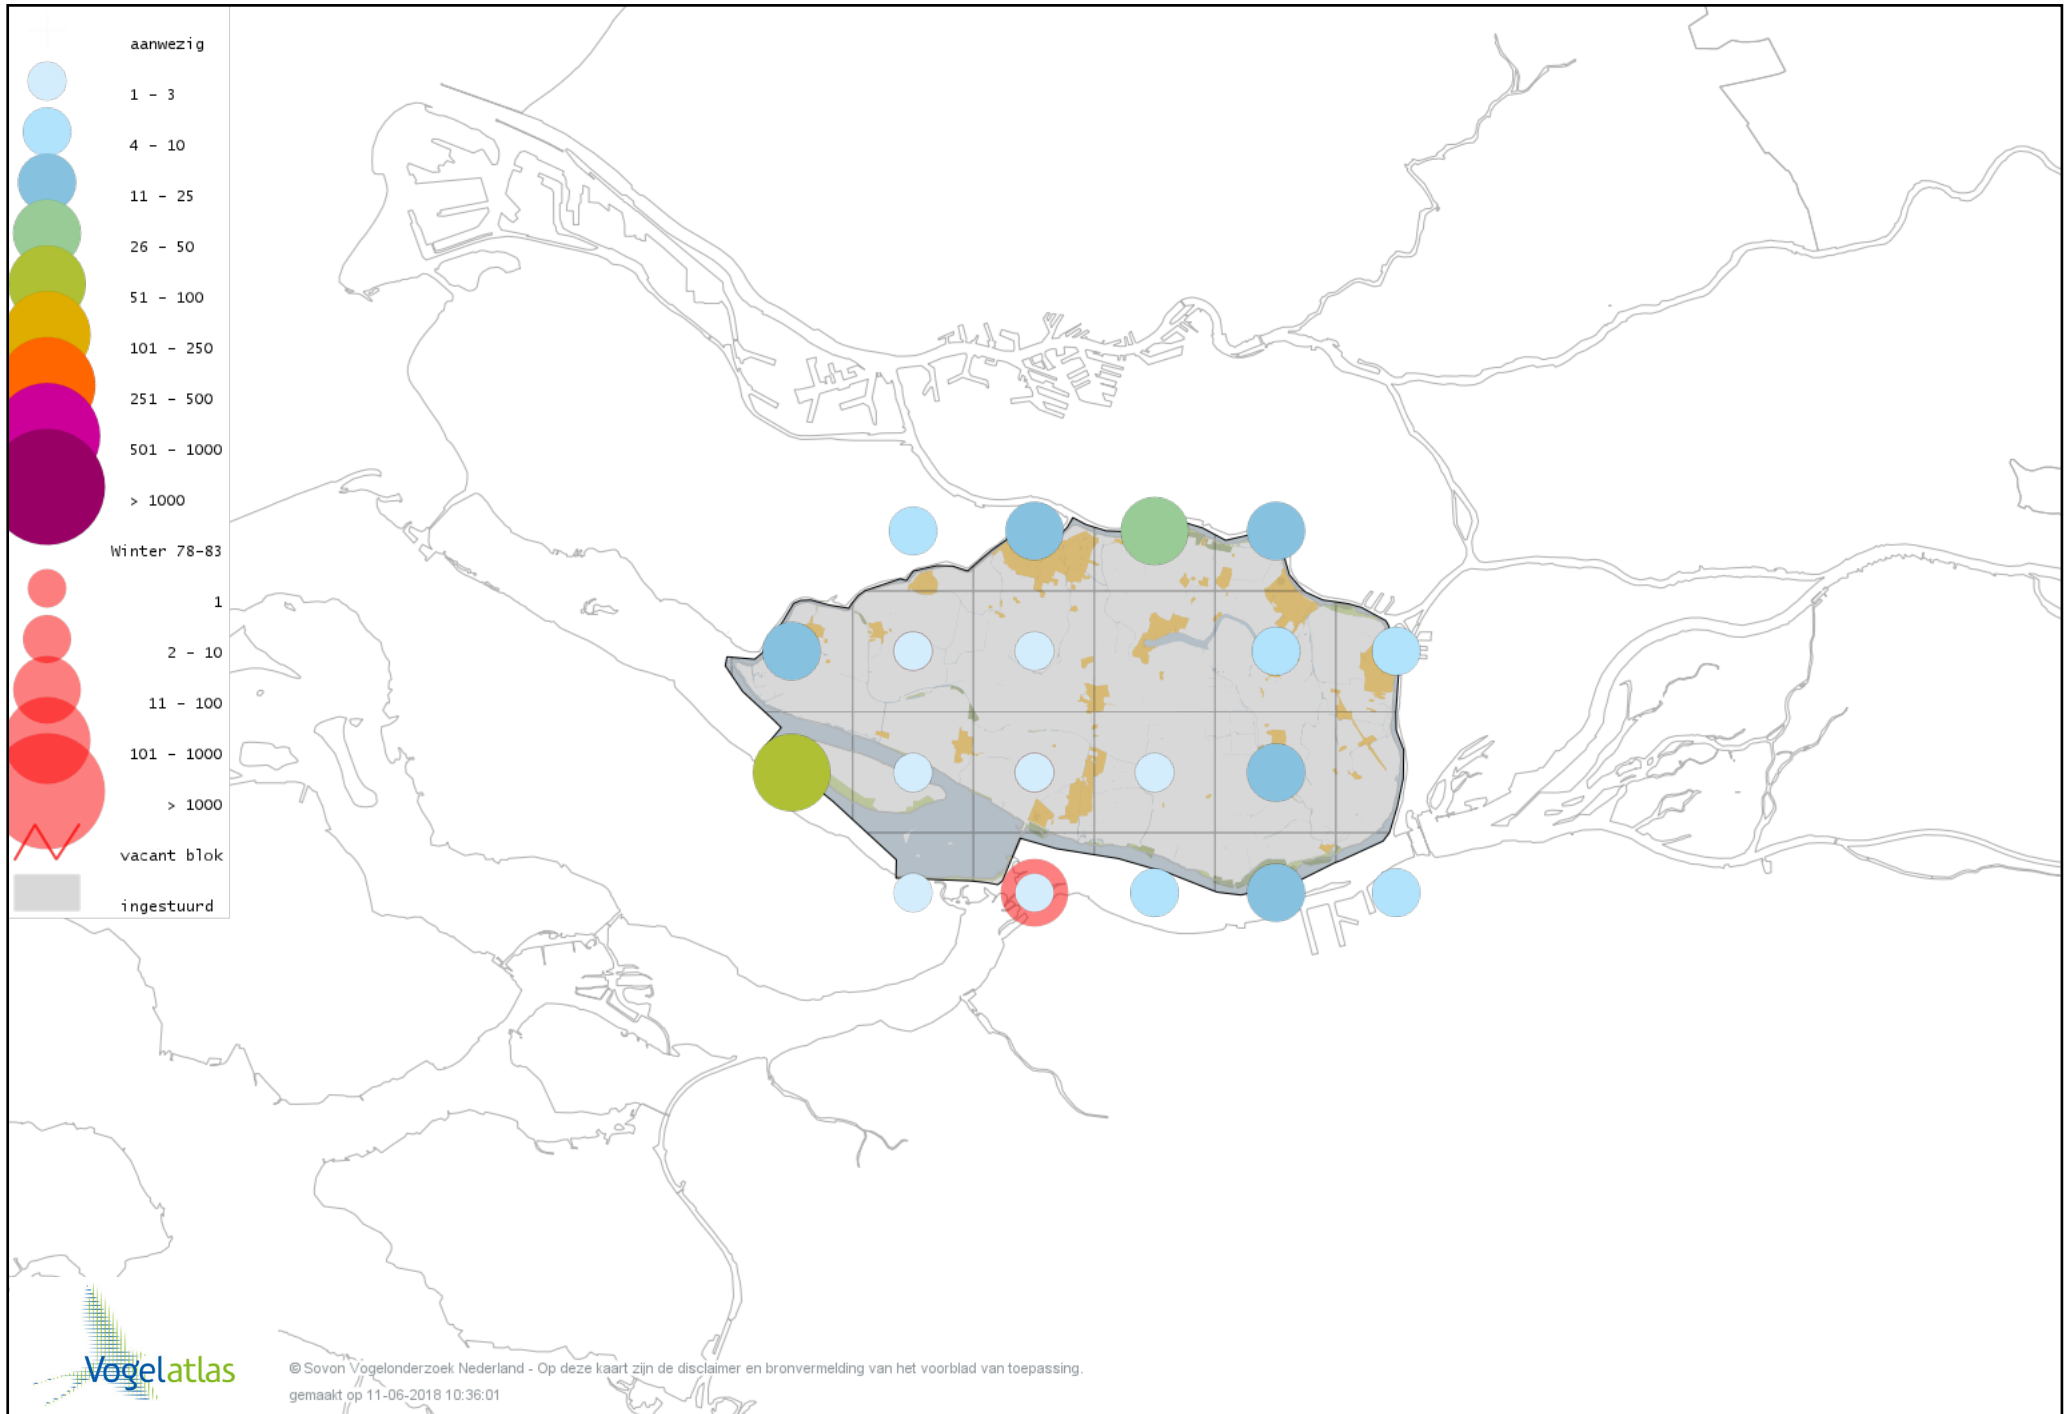 aanwezig
1 - 3
4 - 10
11 - 25
26 - 50
51 - 100
101 - 250
251 - 500
501 - 1000
> 1000
Winter 78-83
1
2 - 10
11 - 100
101 - 1000
> 1000
vacant blok
ingestuurd
Vogelatlas
© Sovon Vogelonderzoek Nederland - Op deze kaart zijn de disclaimer en bronvermelding van het voorblad van toepassing.
gemaakt op 11-06-2018 10:36:01